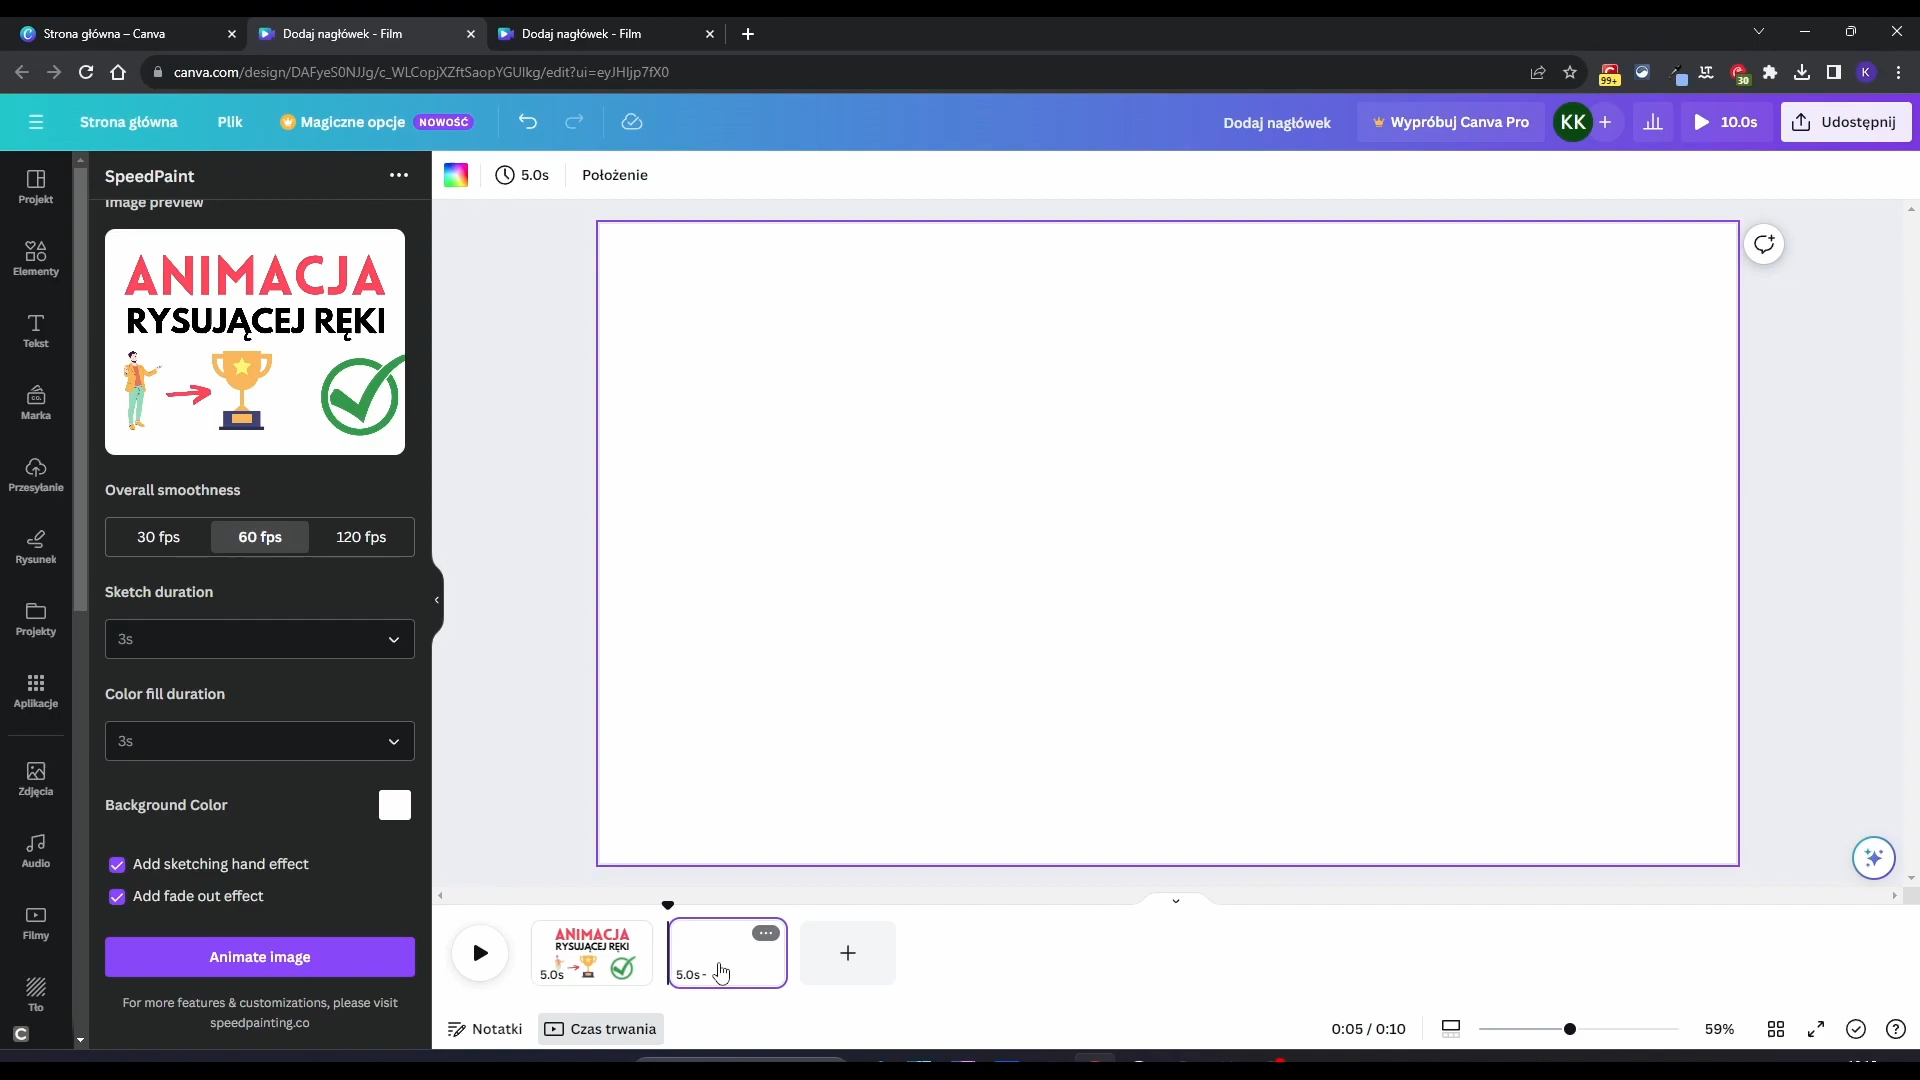 Strona główna – Canva
Dodaj nagłówek - Film
Dodaj nagłówek - Film
canva.com/design/DAFyeS0NJJg/c_WLCopjXZftSaopYGUlkg/edit?ui=eyJHIjp7fX0
99+
30
K
Strona główna
Plik
Magiczne opcje
NOWOŚĆ
Dodaj nagłówek
Wypróbuj Canva Pro
KK
10.0s
Udostępnij
Projekt
Elementy
Tekst
Marka
Przesyłanie
Rysunek
Projekty
Aplikacje
Zdjęcia
Audio
Filmy
Tło
SpeedPaint
Image preview
ANIMACJA
RYSUJĄCEJ RĘKI
Overall smoothness
30 fps
60 fps
120 fps
Sketch duration
3s
Color fill duration
3s
Background Color
Add sketching hand effect
Add fade out effect
Animate image
For more features & customizations, please visit
speedpainting.co
5.0s
Położenie
ANIMACJA
RYSUJĄCEJ RĘKI
5.0s
5.0s -
Notatki
Czas trwania
0:05 / 0:10
59%